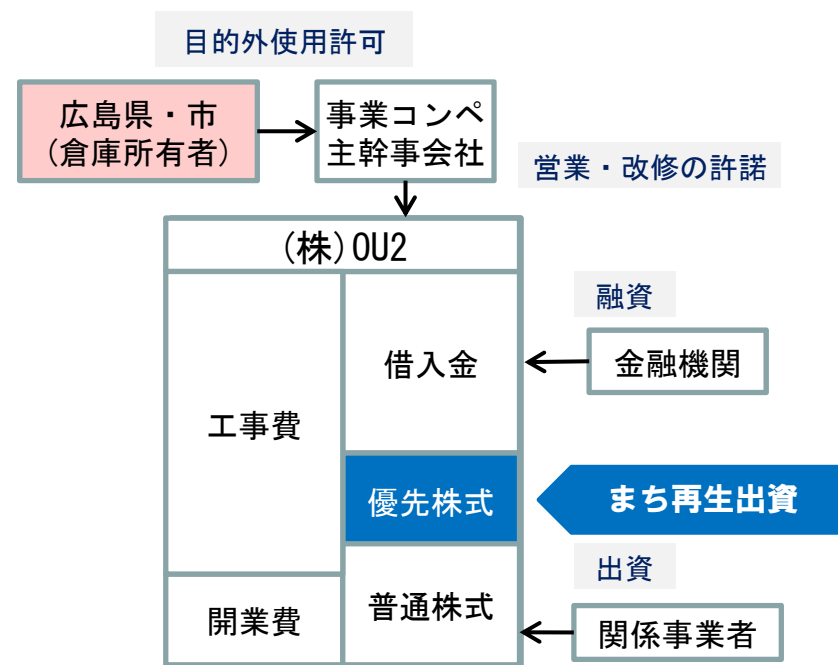 目的外使用許可
広島県・市
(倉庫所有者)
事業コンペ
主幹事会社
営業・改修の許諾
(株)OU2
融資
借入金
金融機関
工事費
優先株式
まち再生出資
出資
普通株式
開業費
関係事業者